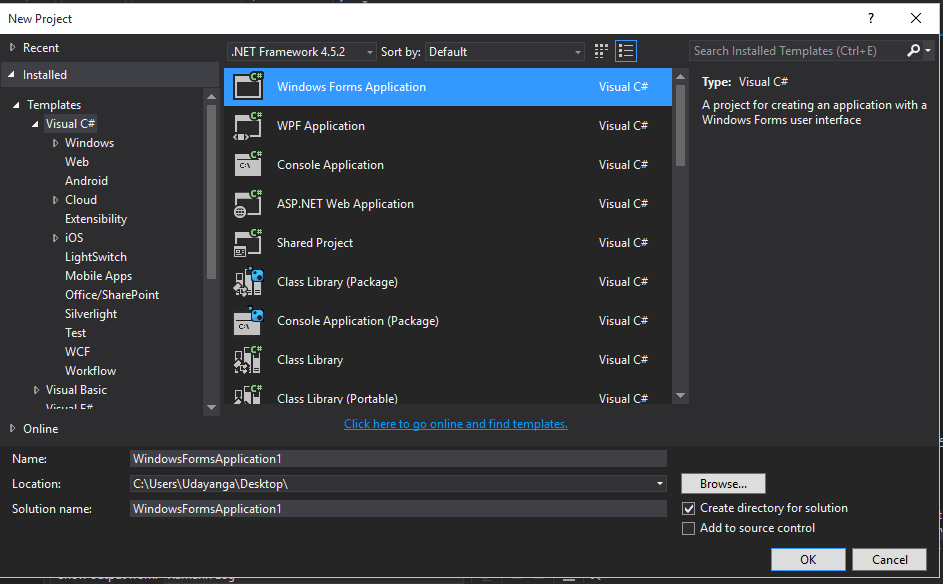 New Project
?
Recent
Installed
Templates
Visual C#
Windows
Web
Android
Cloud
Extensibility
iOS
LightSwitch
Mobile Apps
Office/SharePoint
Silverlight
Test
WCF
Workflow
Visual Basic
Visual F#
Online
.NET Framework 4.5.2 Sort by: Default
Windows Forms Application Visual C#
WPF Application Visual C#
Console Application Visual C#
ASP.NET Web Application Visual C#
Shared Project Visual C#
Class Library (Package) Visual C#
Console Application (Package) Visual C#
Class Library Visual C#
Class Library (Portable) Visual C#
Click here to go online and find templates.
Search Installed Templates (Ctrl+E)
Type: Visual C#
A project for creating an application with a
Windows Forms user interface
Name: WindowsFormsApplication1
Location: C:\Users\Udayanga\Desktop\
Browse...
Solution name: WindowsFormsApplication1
Create directory for solution
Add to source control
OK Cancel